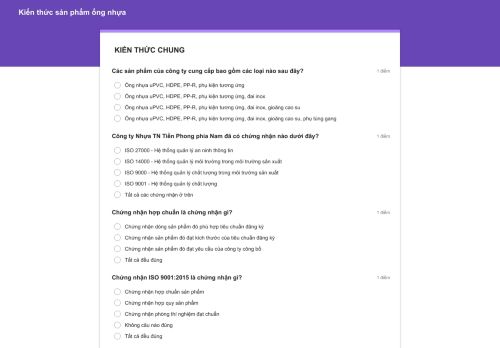 Kiến thức sản phẩm ống nhựa
KIẾN THỨC CHUNG
Các sản phẩm của công ty cung cấp bao gồm các loại nào sau đây?
1 điểm
Ống nhựa uPVC, HDPE, PP-R, phụ kiện tương ứng
Ống nhựa uPVC, HDPE, PP-R, phụ kiện tương ứng, đai inox
Ống nhựa uPVC, HDPE, PP-R, phụ kiện tương ứng, đai inox, gioăng cao su
Ống nhựa uPVC, HDPE, PP-R, phụ kiện tương ứng, đai inox, gioăng cao su, phụ tùng gang
Công ty Nhựa TN Tiền Phong phía Nam đã có chứng nhận nào dưới đây?
1 điểm
ISO 27000 - Hệ thống quản lý an ninh thông tin
ISO 14000 - Hệ thống quản lý môi trường trong môi trường sản xuất
ISO 9000 - Hệ thống quản lý chất lượng trong môi trường sản xuất
ISO 9001 - Hệ thống quản lý chất lượng
Tất cả các chứng nhận ở trên
Chứng nhận hợp chuẩn là chứng nhận gì?
1 điểm
Chứng nhận dòng sản phẩm đó phù hợp tiêu chuẩn đăng ký
Chứng nhận sản phẩm đó đạt kích thước của tiêu chuẩn đăng ký
Chứng nhận sản phẩm đó đạt yêu cầu của công ty công bố
Tất cả đều đúng
Chứng nhận ISO 9001:2015 là chứng nhận gì?
1 điểm
Chứng nhận hợp chuẩn sản phẩm
Chứng nhận hợp quy sản phẩm
Chứng nhận phòng thí nghiệm đạt chuẩn
Không câu nào đúng
Tất cả đều đúng